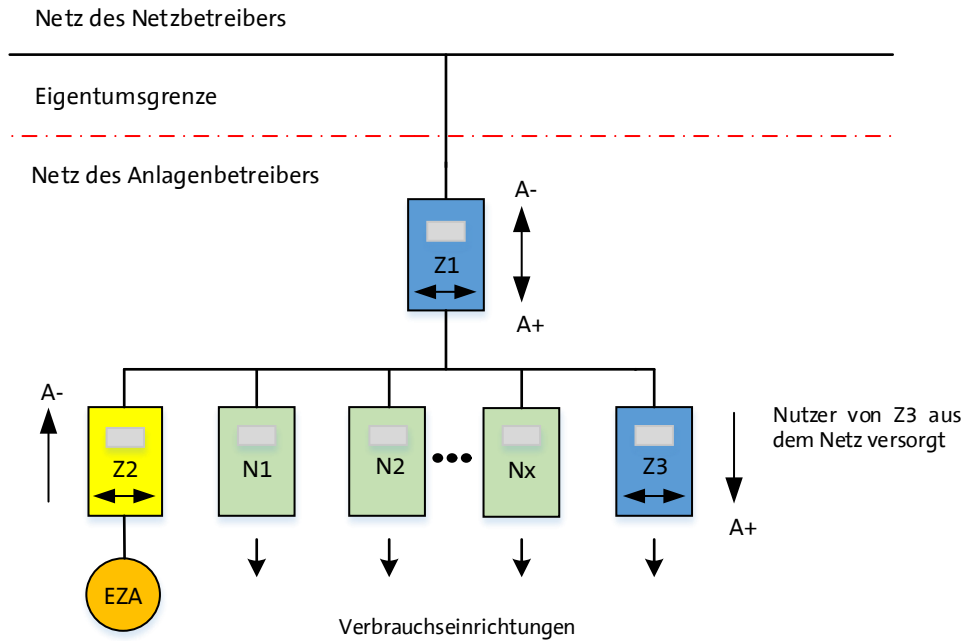 Netz des Netzbetreibers
Eigentumsgrenze
Netz des Anlagenbetreibers
A-
Z1
A+
A-
Z2
N1
N2
Nx
Z3
Nutzer von Z3 aus
dem Netz versorgt
A+
EZA
Verbrauchseinrichtungen